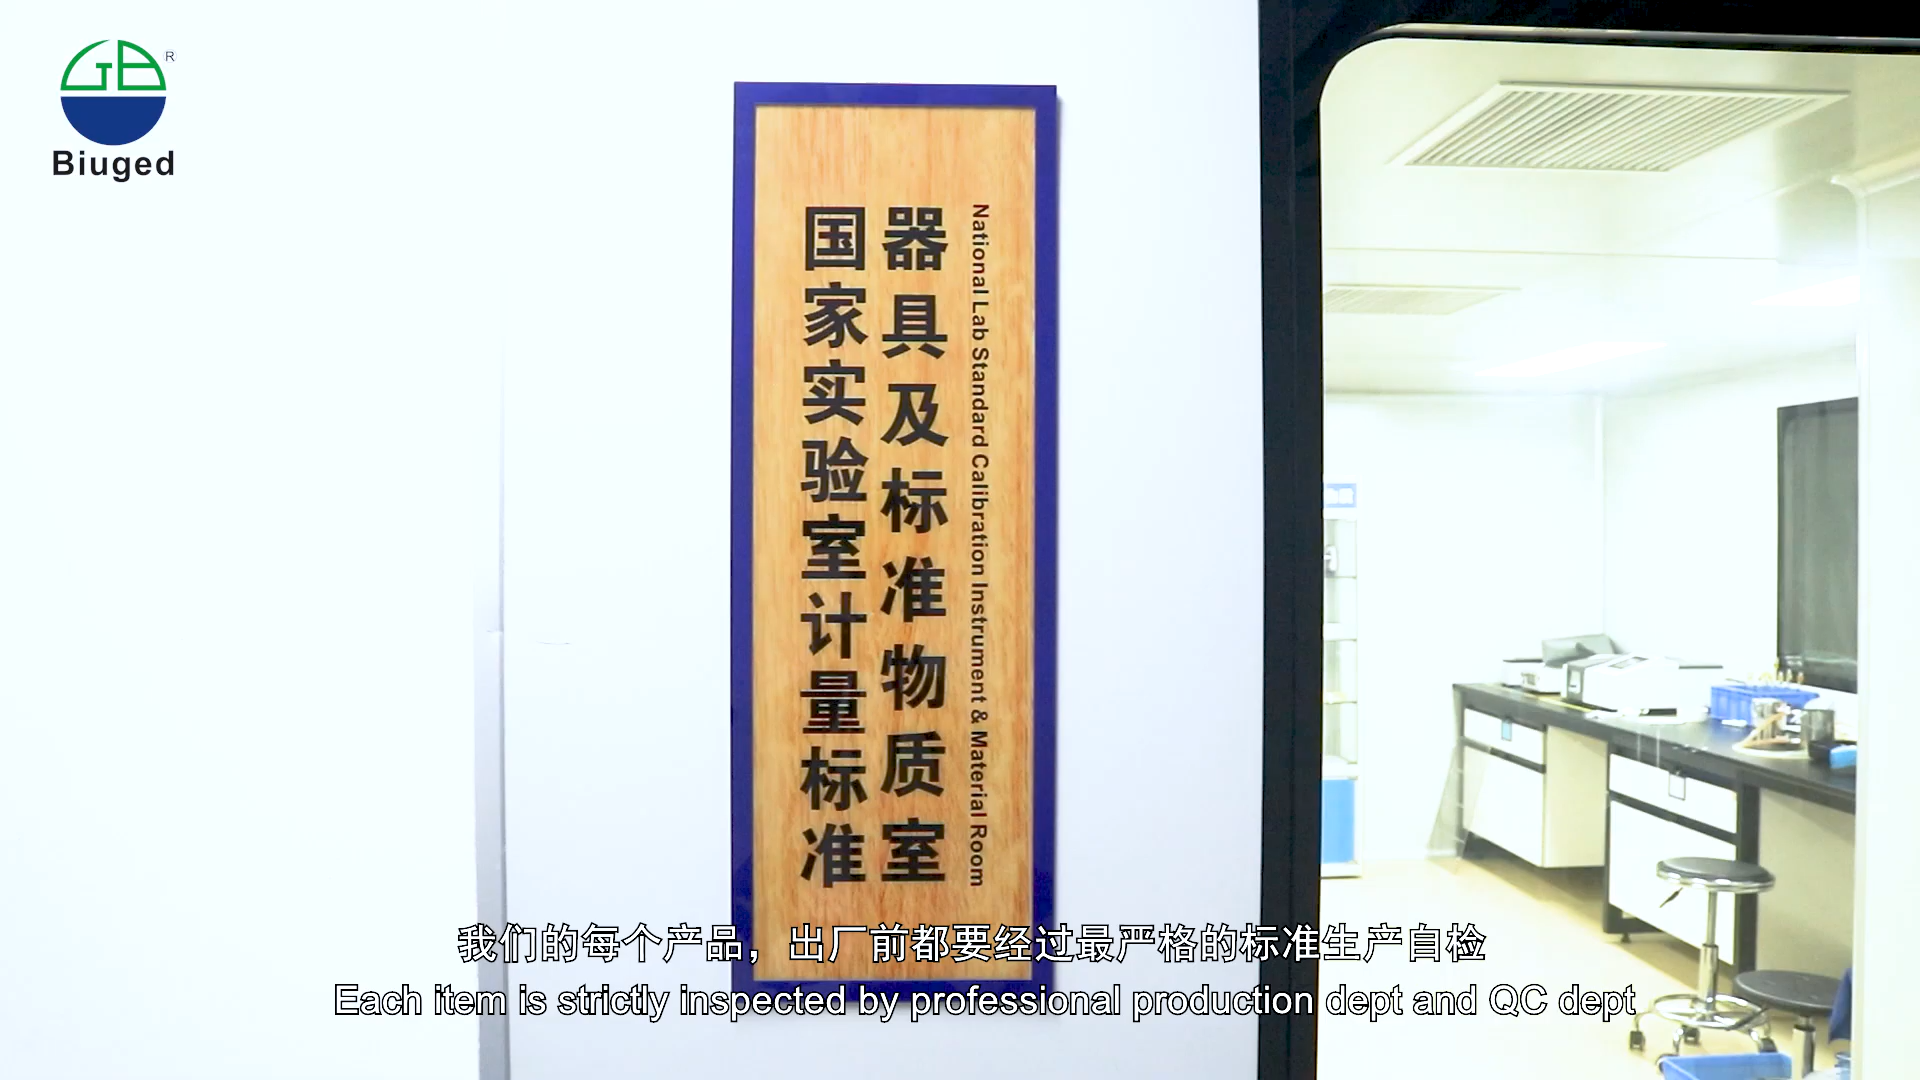 GB
R
Biuged
国家实验室计量标准
器具及标准物质室
National Lab Standard Calibration Instrument & Material Room
我们的每个产品，出厂前都要经过最严格的标准生产自检
Each item is strictly inspected by professional production dept and QC dept